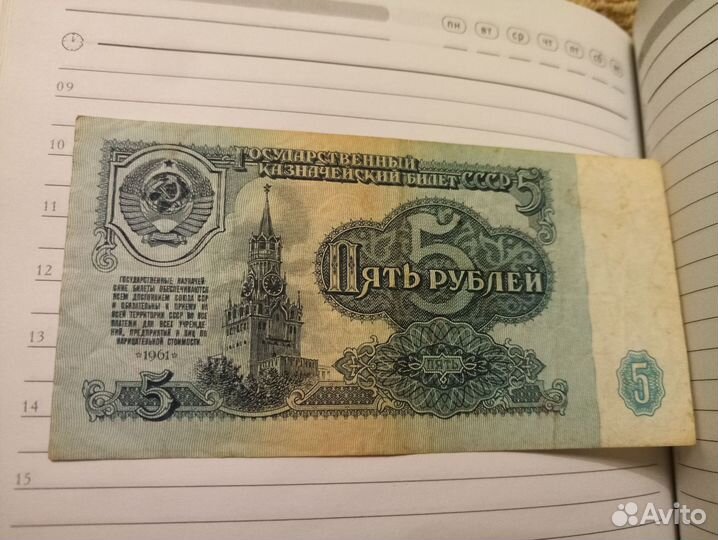 пн вт ср чт пт сб вс
09
10
11
12
13
14
15
Государственный
казначейский билет СССР 5
5
Пять рублей
Государственные казначей-
ские билеты обеспечиваются
всем достоянием Союза ССР
и обязательны к приему на
всей территории СССР во все
платежи для всех учрежде-
ний, предприятий и лиц по
нарицательной стоимости
*1961*
5
пять
5
Avito